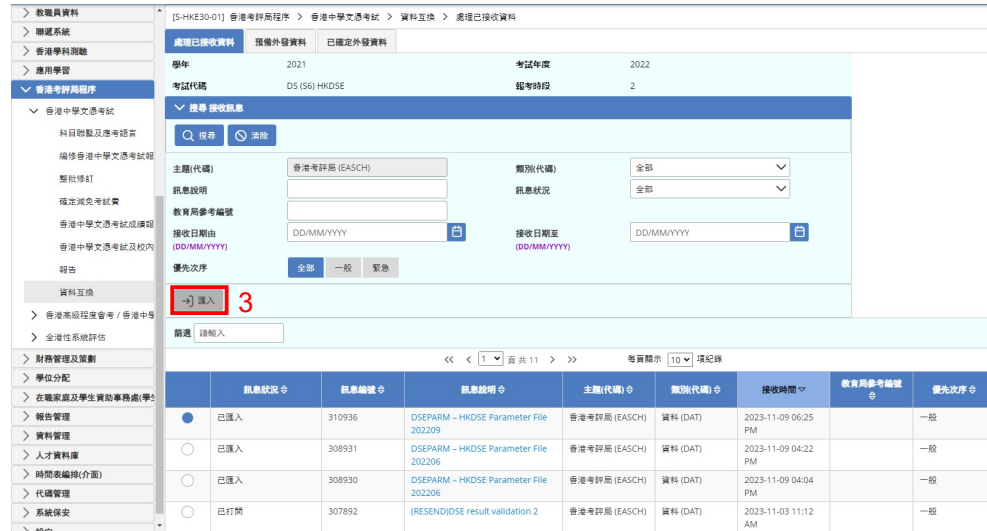 教職員資料
聯遞系統
香港學科測驗
應用學習
香港考評局程序
香港中學文憑考試
科目聯繫及應考語言
編修香港中學文憑考試報
整批修訂
確定減免考試費
香港中學文憑考試成績報
香港中學文憑考試及校內
報告
資料互換
香港高級程度會考 / 香港中學
全港性系統評估
財務管理及策劃
學位分配
在職家庭及學生資助事務處(學生
報告管理
資料管理
人才資料庫
時間表編排(介面)
代碼管理
系統保安
[S-HKE30-01] 香港考評局程序 > 香港中學文憑考試 > 資料互換 > 處理已接收資料
處理已接收資料 預備外發資料 已確定外發資料
學年 2021 考試年度 2022
考試代碼 DS (S6) HKDSE 報考時段 2
搜尋 接收訊息
搜尋 清除
主題(代碼) 香港考評局 (EASCH) 類別(代碼) 全部
訊息說明 訊息狀況 全部
教育局參考編號
接收日期由 DD/MM/YYYY 接收日期至 DD/MM/YYYY
(DD/MM/YYYY) (DD/MM/YYYY)
優先次序 全部 一般 緊急
匯入 3
篩選 請輸入
<< < 1 頁 共 11 > >> 每頁顯示 10 項紀錄
訊息狀況 訊息編號 訊息說明 主題(代碼) 類別(代碼) 接收時間 教育局參考編號 優先次序
已匯入 310936 DSEPARM – HKDSE Parameter File 香港考評局 (EASCH) 資料 (DAT) 2023-11-09 06:25 一般
202209 PM
已匯入 308931 DSEPARM – HKDSE Parameter File 香港考評局 (EASCH) 資料 (DAT) 2023-11-09 04:22 一般
202206 PM
已匯入 308930 DSEPARM – HKDSE Parameter File 香港考評局 (EASCH) 資料 (DAT) 2023-11-09 04:04 一般
202206 PM
已打開 307892 (RESEND)DSE result validation 2 香港考評局 (EASCH) 資料 (DAT) 2023-11-03 11:12 一般
AM